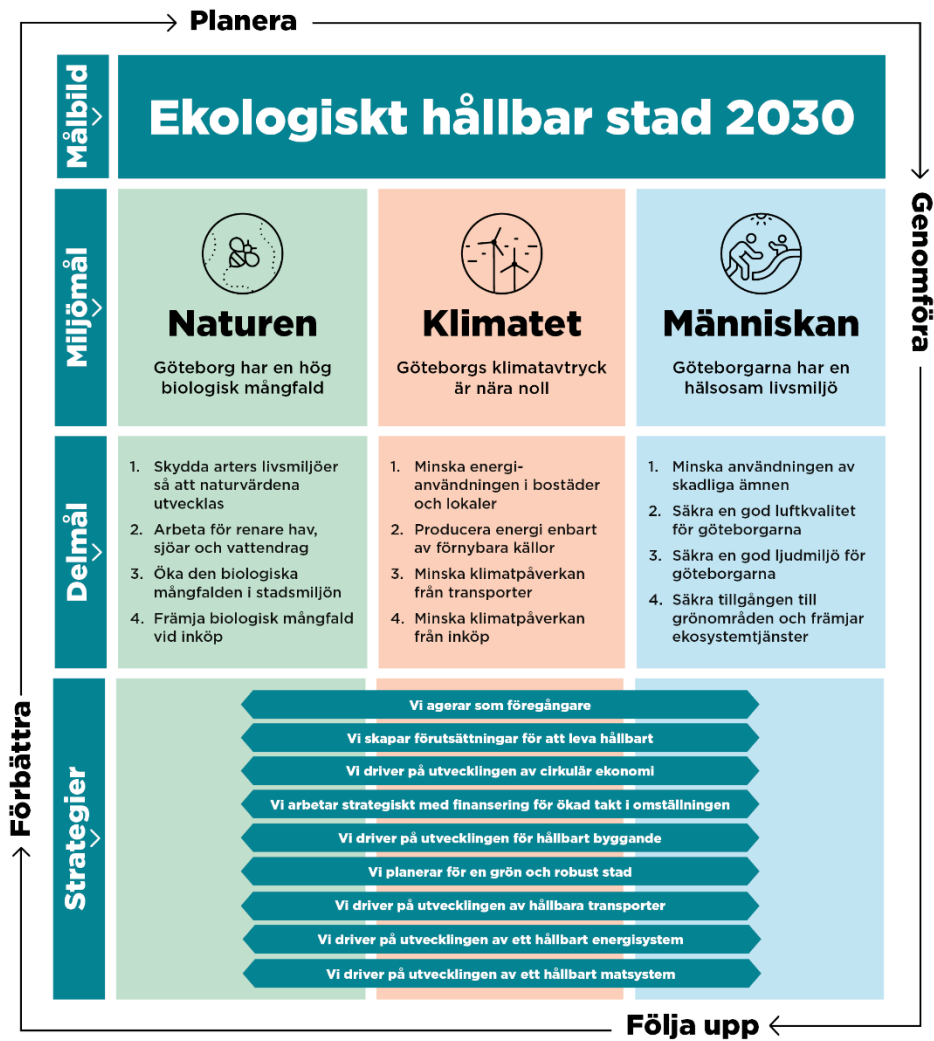 Planera
Målbild
Ekologiskt hållbar stad 2030
Genomföra
Miljömål
Naturen
Göteborg har en hög
biologisk mångfald
Klimatet
Göteborgs klimatavtryck
är nära noll
Människan
Göteborgarna har en
hälsosam livsmiljö
Delmål
1. Skydda arters livsmiljöer
så att naturvärdena
utvecklas
2. Arbeta för renare hav,
sjöar och vattendrag
3. Öka den biologiska
mångfalden i stadsmiljön
4. Främja biologisk mångfald
vid inköp
1. Minska energi-
användningen i bostäder
och lokaler
2. Producera energi enbart
av förnybara källor
3. Minska klimatpåverkan
från transporter
4. Minska klimatpåverkan
från inköp
1. Minska användningen av
skadliga ämnen
2. Säkra en god luftkvalitet
för göteborgarna
3. Säkra en god ljudmiljö för
göteborgarna
4. Säkra tillgången till
grönområden och främjar
ekosystemtjänster
Förbättra
Strategier
Vi agerar som föregångare
Vi skapar förutsättningar för att leva hållbart
Vi driver på utvecklingen av cirkulär ekonomi
Vi arbetar strategiskt med finansering för ökad takt i omställningen
Vi driver på utvecklingen för hållbart byggande
Vi planerar för en grön och robust stad
Vi driver på utvecklingen av hållbara transporter
Vi driver på utvecklingen av ett hållbart energisystem
Vi driver på utvecklingen av ett hållbart matsystem
Följa upp